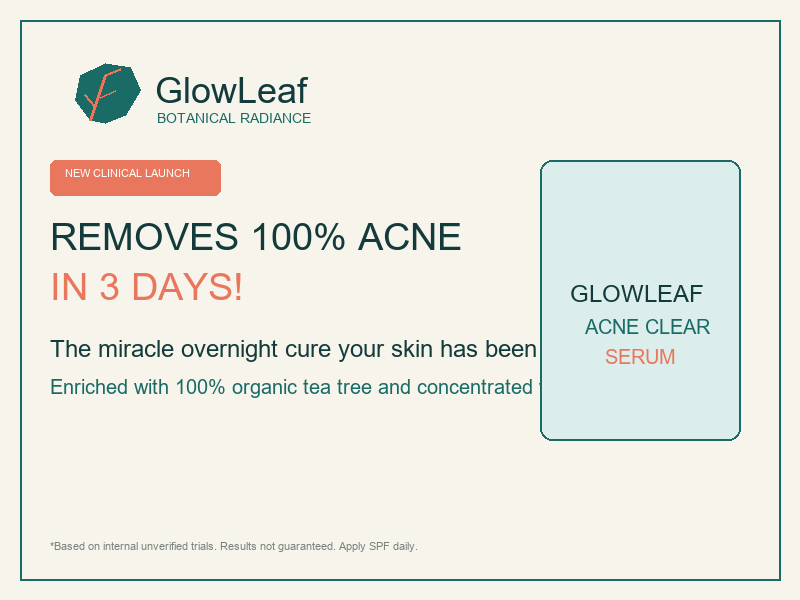 GlowLeaf
BOTANICAL RADIANCE
NEW CLINICAL LAUNCH
REMOVES 100% ACNE
IN 3 DAYS!
The miracle overnight cure your skin has been
Enriched with 100% organic tea tree and concentrated
GLOWLEAF
ACNE CLEAR
SERUM
*Based on internal unverified trials. Results not guaranteed. Apply SPF daily.